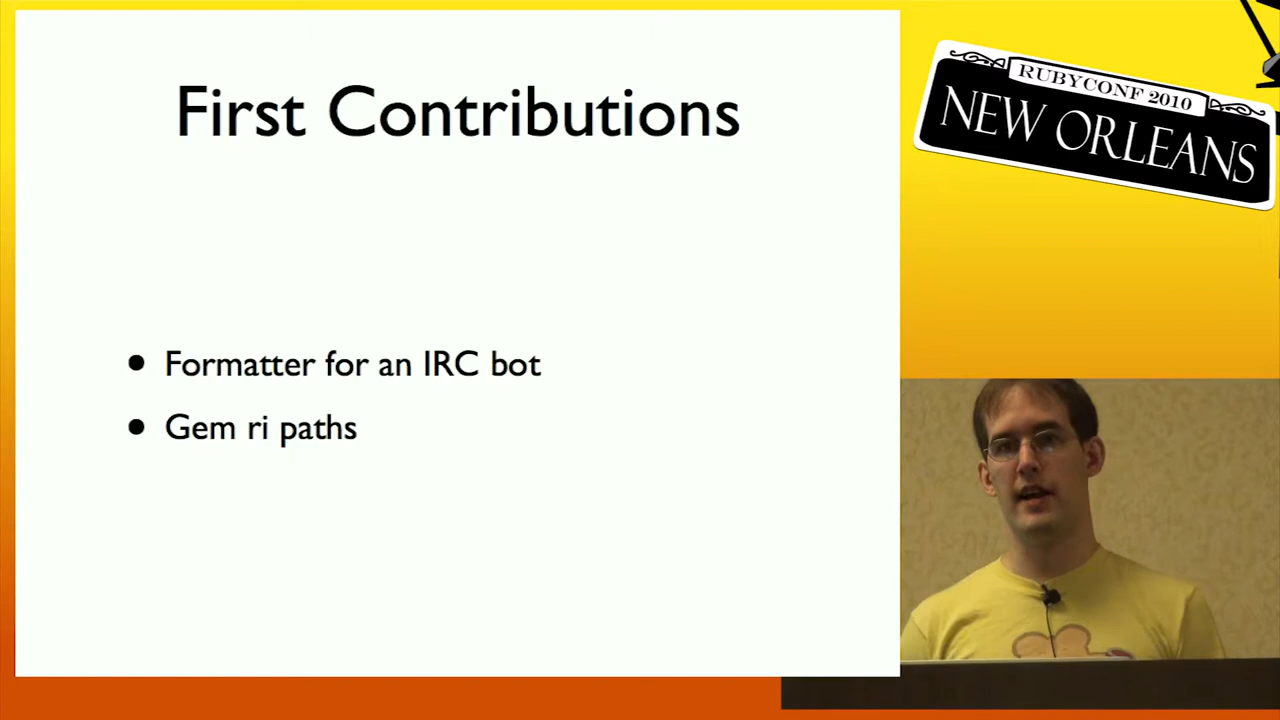 First Contributions
• Formatter for an IRC bot
• Gem ri paths
RUBYCONF 2010
NEW ORLEANS